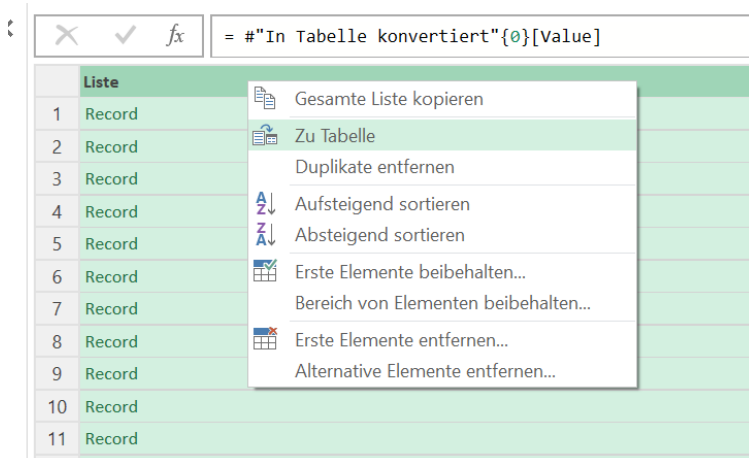 fx = #"In Tabelle konvertiert"{0}[Value]
Liste
1 Record
2 Record
3 Record
4 Record
5 Record
6 Record
7 Record
8 Record
9 Record
10 Record
11 Record
Gesamte Liste kopieren
Zu Tabelle
Duplikate entfernen
Aufsteigend sortieren
Absteigend sortieren
Erste Elemente beibehalten...
Bereich von Elementen beibehalten...
Erste Elemente entfernen...
Alternative Elemente entfernen...